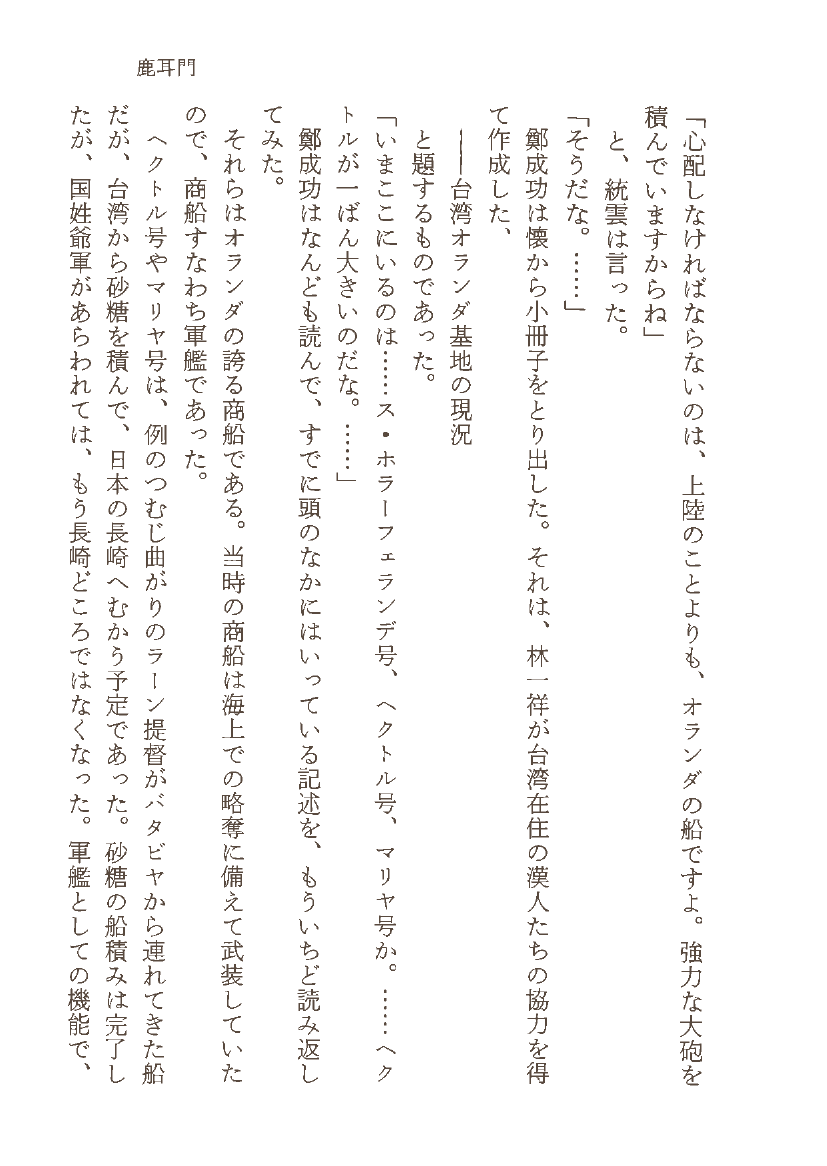 鹿耳門
「心配しなければならないのは、上陸のことよりも、オランダの船ですよ。強力な大砲を
積んでいますからね」
と、統雲は言った。
「そうだな。……」
鄭成功は懐から小冊子をとり出した。それは、林一祥が台湾在住の漢人たちの協力を得
て作成した、
――台湾オランダ基地の現況
と題するものであった。
「いまここにいるのは……ス・ホラーフェランデ号、ヘクトル号、マリヤ号か。……ヘク
トルが一ばん大きいのだな。……」
鄭成功はなんども読んで、すでに頭のなかにはいっている記述を、もういちど読み返し
てみた。
それらはオランダの誇る商船である。当時の商船は海上での略奪に備えて武装していた
ので、商船すなわち軍艦であった。
ヘクトル号やマリヤ号は、例のつむじ曲がりのラーン提督がバタビヤから連れてきた船
だが、台湾から砂糖を積んで、日本の長崎へむかう予定であった。砂糖の船積みは完了し
たが、国姓爺軍があらわれては、もう長崎どころではなくなった。軍艦としての機能で、